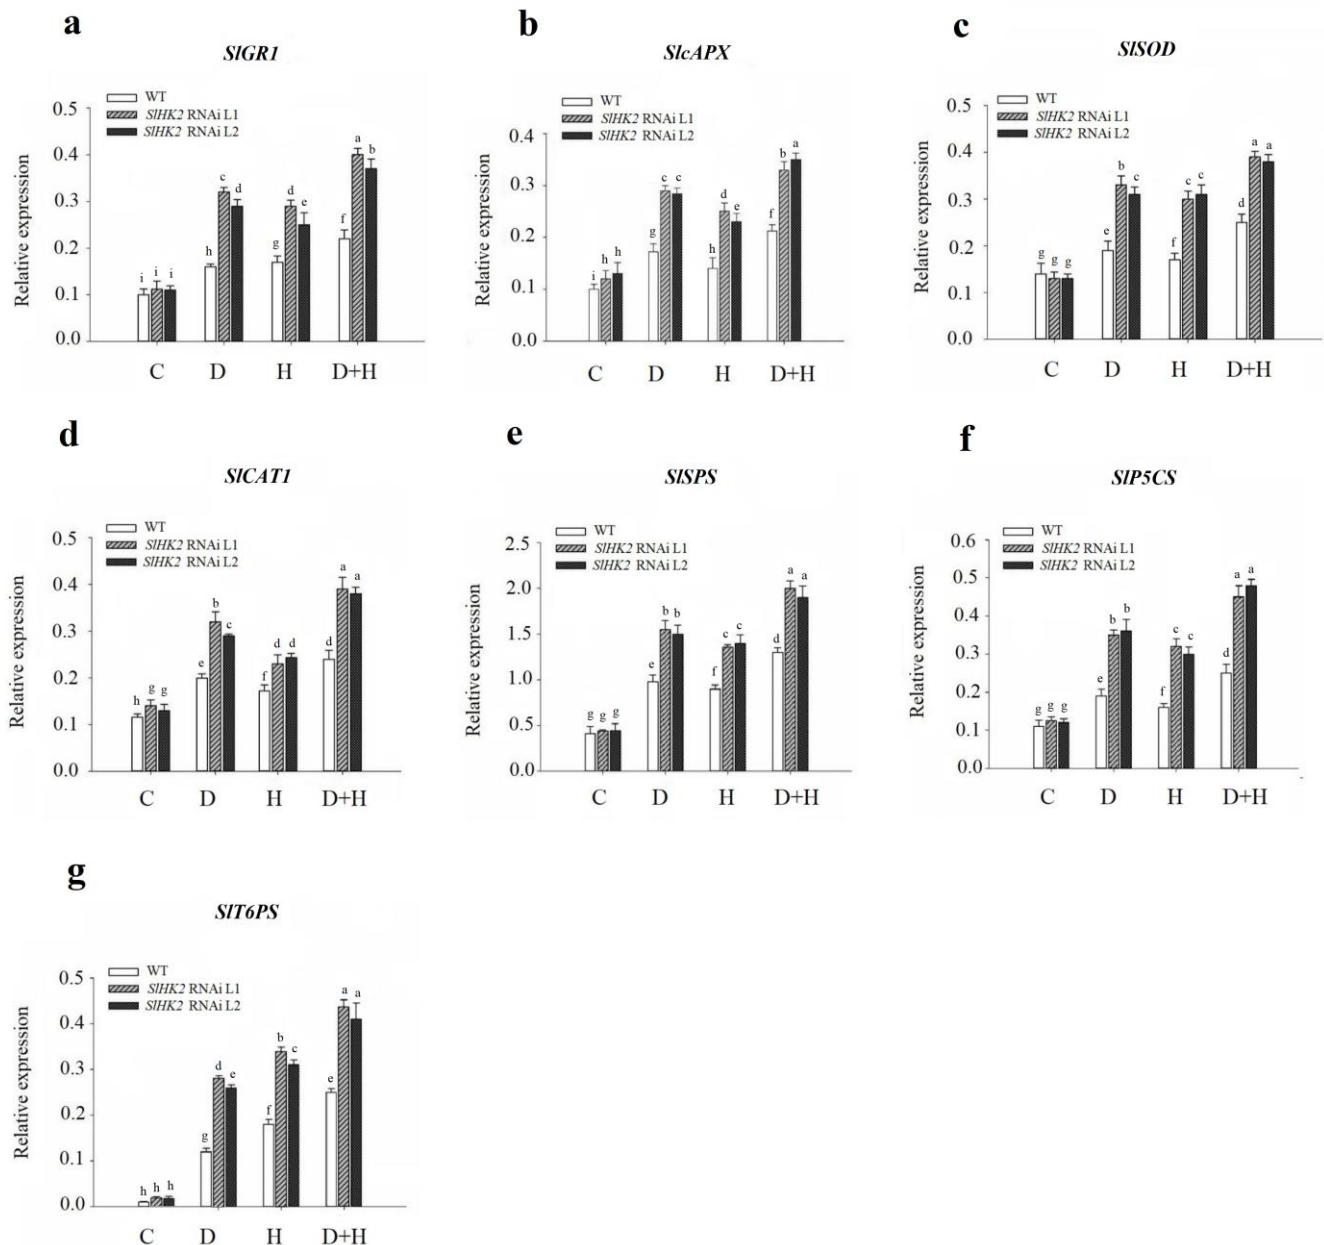 a
SlGR1
WT
SlHK2 RNAi L1
SlHK2 RNAi L2
Relative expression
0.5
0.4
0.3
0.2
0.1
0.0
i i i
h c d
g d e
f a b
C D H D+H
b
SlcAPX
WT
SlHK2 RNAi L1
SlHK2 RNAi L2
Relative expression
0.4
0.3
0.2
0.1
0.0
i h h
g c c
h d e
f b a
C D H D+H
c
SlSOD
WT
SlHK2 RNAi L1
SlHK2 RNAi L2
Relative expression
0.5
0.4
0.3
0.2
0.1
0.0
g g g
e b c
f c c
d a a
C D H D+H
d
SlCAT1
WT
SlHK2 RNAi L1
SlHK2 RNAi L2
Relative expression
0.5
0.4
0.3
0.2
0.1
0.0
h g g
e b c
f d d
d a a
C D H D+H
e
SlSPS
WT
SlHK2 RNAi L1
SlHK2 RNAi L2
Relative expression
2.5
2.0
1.5
1.0
0.5
0.0
g g g
e b b
f c c
d a a
C D H D+H
f
SlP5CS
WT
SlHK2 RNAi L1
SlHK2 RNAi L2
Relative expression
0.6
0.5
0.4
0.3
0.2
0.1
0.0
g g g
e b b
f c c
d a a
C D H D+H
g
SlT6PS
WT
SlHK2 RNAi L1
SlHK2 RNAi L2
Relative expression
0.5
0.4
0.3
0.2
0.1
0.0
h h h
g d e
f b c
e a a
C D H D+H